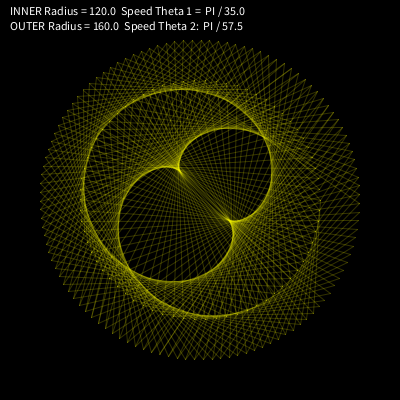 INNER Radius = 120.0  Speed Theta 1 =  PI / 35.0
OUTER Radius = 160.0  Speed Theta 2:  PI / 57.5